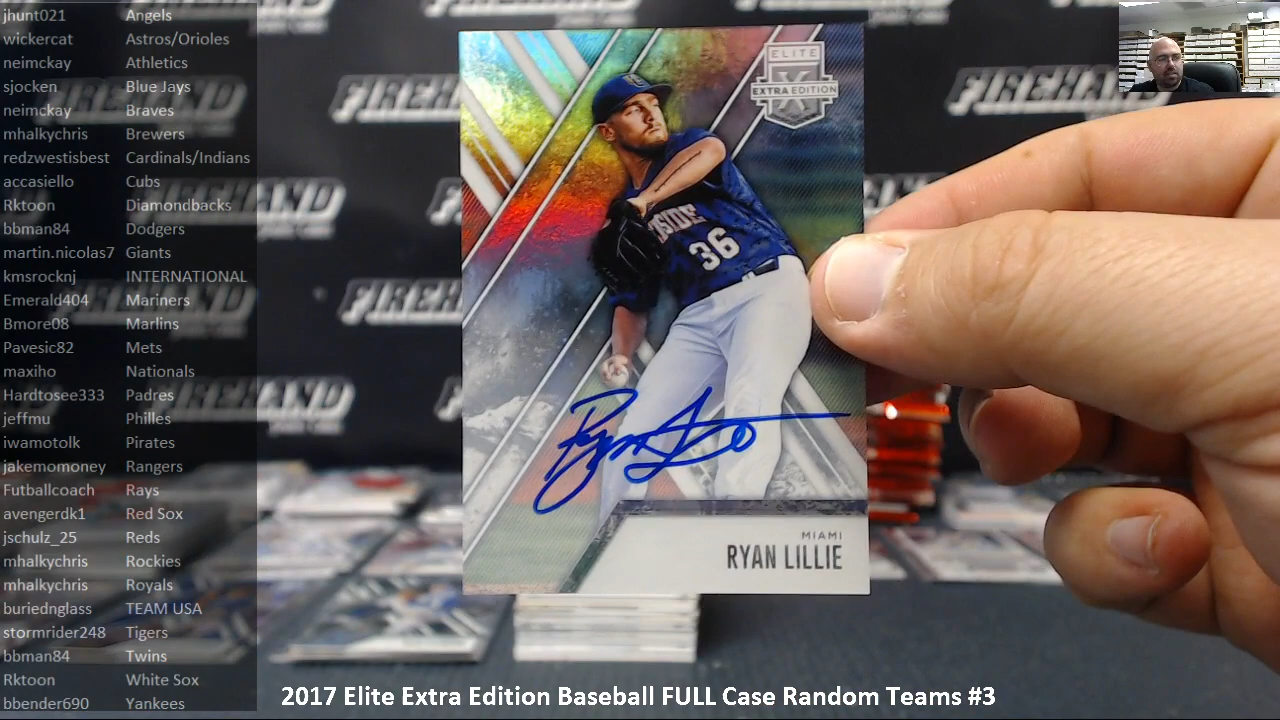 jhunt021 Angels
wickercat Astros/Orioles
neimckay Athletics
sjocken Blue Jays
neimckay Braves
mhalkychris Brewers
redzwestisbest Cardinals/Indians
accasiello Cubs
Rktoon Diamondbacks
bbman84 Dodgers
martin.nicolas7 Giants
kmsrocknj INTERNATIONAL
Emerald404 Mariners
Bmore08 Marlins
Pavesic82 Mets
maxiho Nationals
Hardtosee333 Padres
jeffmu Philles
iwamotolk Pirates
jakemomoney Rangers
Futballcoach Rays
avengerdk1 Red Sox
jschulz_25 Reds
mhalkychris Rockies
mhalkychris Royals
buriednglass TEAM USA
stormrider248 Tigers
bbman84 Twins
Rktoon White Sox
bbender690 Yankees
ELITE
X
EXTRA EDITION
36
MIAMI
RYAN LILLIE
FIREHAND
2017 Elite Extra Edition Baseball FULL Case Random Teams #3